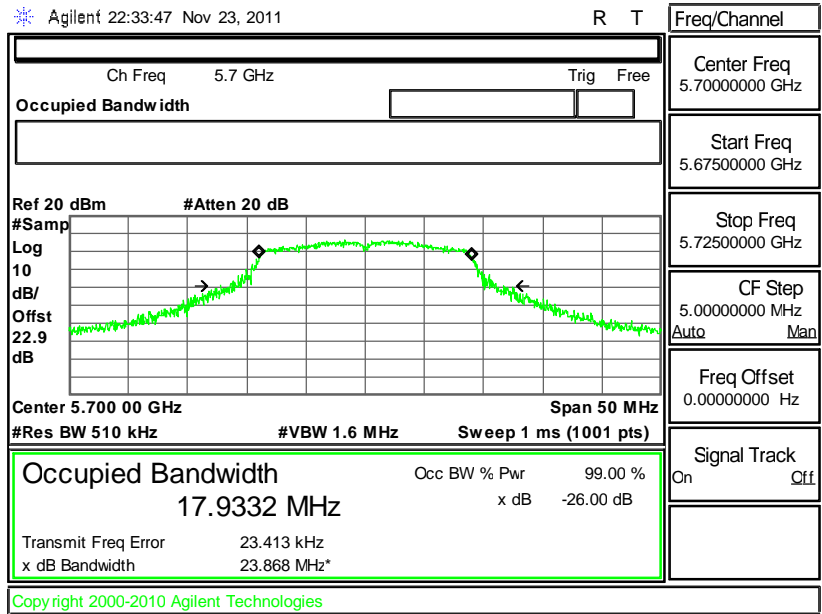 Agilent 22:33:47 Nov 23, 2011 R T
Freq/Channel
Ch Freq 5.7 GHz Trig Free
Occupied Bandwidth
Center Freq
5.70000000 GHz
Start Freq
5.67500000 GHz
Stop Freq
5.72500000 GHz
CF Step
5.00000000 MHz
Auto Man
Freq Offset
0.00000000 Hz
Signal Track
On Off
Ref 20 dBm #Atten 20 dB
#Samp
Log
10
dB/
Offst
22.9
dB
Center 5.700 00 GHz Span 50 MHz
#Res BW 510 kHz #VBW 1.6 MHz Sweep 1 ms (1001 pts)
Occupied Bandwidth
17.9332 MHz
Occ BW % Pwr 99.00 %
x dB -26.00 dB
Transmit Freq Error 23.413 kHz
x dB Bandwidth 23.868 MHz*
Copyright 2000-2010 Agilent Technologies